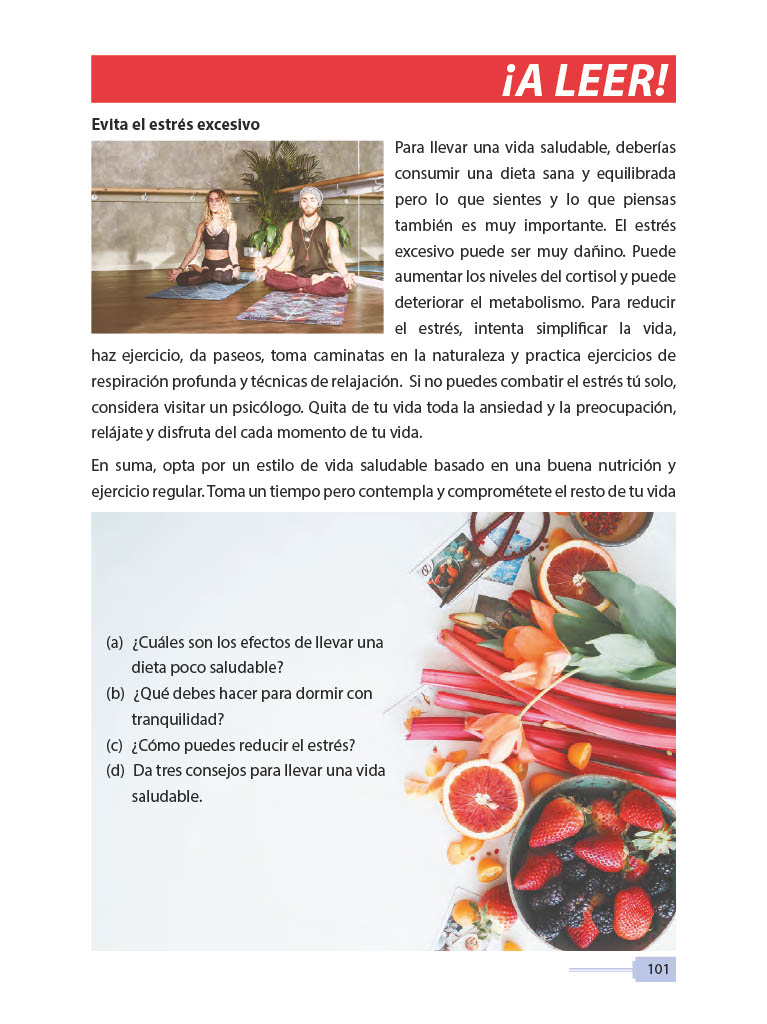 ¡A LEER!
Evita el estrés excesivo
Para llevar una vida saludable, deberías
consumir una dieta sana y equilibrada
pero lo que sientes y lo que piensas
también es muy importante. El estrés
excesivo puede ser muy dañino. Puede
aumentar los niveles del cortisol y puede
deteriorar el metabolismo. Para reducir
el estrés, intenta simplificar la vida,
haz ejercicio, da paseos, toma caminatas en la naturaleza y practica ejercicios de
respiración profunda y técnicas de relajación. Si no puedes combatir el estrés tú solo,
considera visitar un psicólogo. Quita de tu vida toda la ansiedad y la preocupación,
relájate y disfruta del cada momento de tu vida.
En suma, opta por un estilo de vida saludable basado en una buena nutrición y
ejercicio regular. Toma un tiempo pero contempla y comprométete el resto de tu vida
(a) ¿Cuáles son los efectos de llevar una
dieta poco saludable?
(b) ¿Qué debes hacer para dormir con
tranquilidad?
(c) ¿Cómo puedes reducir el estrés?
(d) Da tres consejos para llevar una vida
saludable.
101